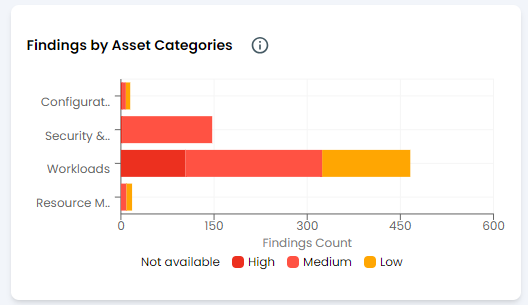 Findings by Asset Categories
Configurat..
Security &..
Workloads
Resource M..
0 150 300 450 600
Findings Count
Not available High Medium Low